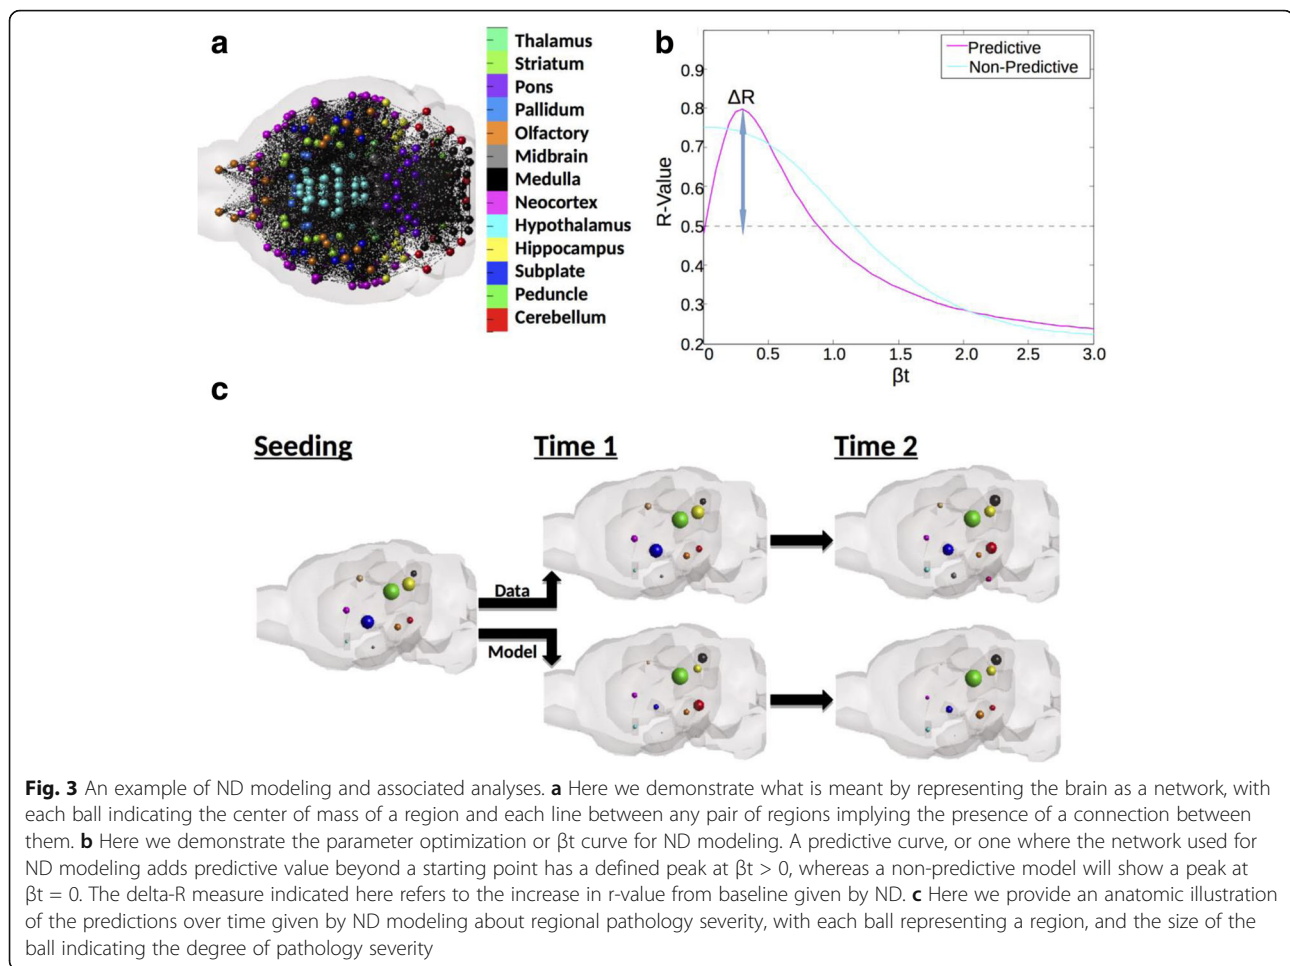 a
Thalamus
Striatum
Pons
Pallidum
Olfactory
Midbrain
Medulla
Neocortex
Hypothalamus
Hippocampus
Subplate
Peduncle
Cerebellum
b
Predictive
Non-Predictive
ΔR
R-Value
0.9
0.8
0.7
0.6
0.5
0.4
0.3
0.2
0 0.5 1.0 1.5 2.0 2.5 3.0
βt
c
Seeding
Time 1
Time 2
Data
Model
Fig. 3 An example of ND modeling and associated analyses. a Here we demonstrate what is meant by representing the brain as a network, with
each ball indicating the center of mass of a region and each line between any pair of regions implying the presence of a connection between
them. b Here we demonstrate the parameter optimization or βt curve for ND modeling. A predictive curve, or one where the network used for
ND modeling adds predictive value beyond a starting point has a defined peak at βt > 0, whereas a non-predictive model will show a peak at
βt = 0. The delta-R measure indicated here refers to the increase in r-value from baseline given by ND. c Here we provide an anatomic illustration
of the predictions over time given by ND modeling about regional pathology severity, with each ball representing a region, and the size of the
ball indicating the degree of pathology severity